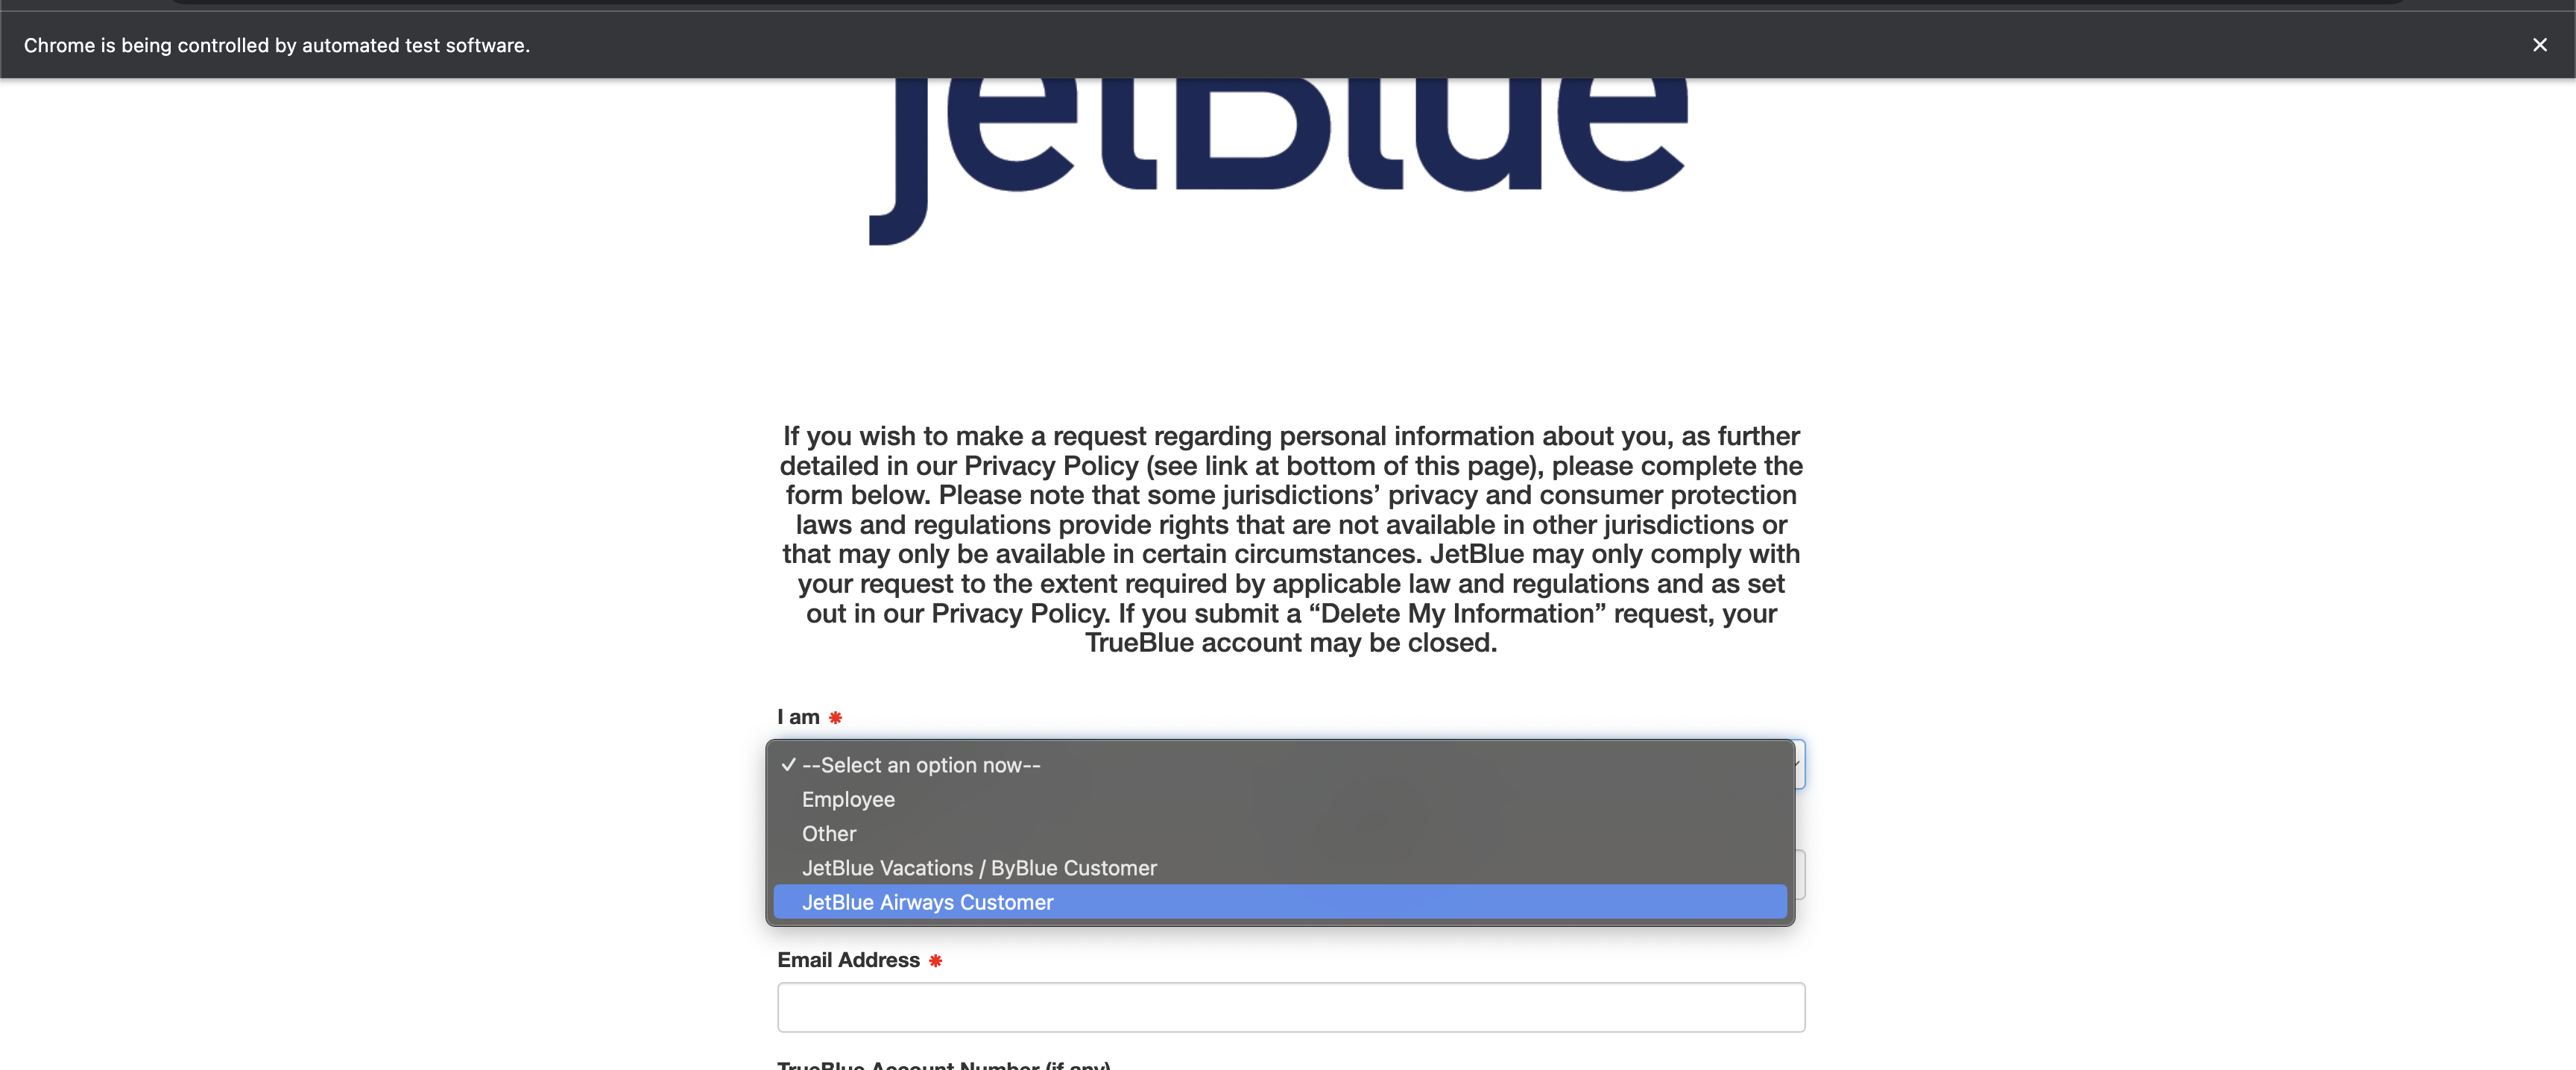 Chrome is being controlled by automated test software.
jetBlue
If you wish to make a request regarding personal information about you, as further
detailed in our Privacy Policy (see link at bottom of this page), please complete the
form below. Please note that some jurisdictions’ privacy and consumer protection
laws and regulations provide rights that are not available in other jurisdictions or
that may only be available in certain circumstances. JetBlue may only comply with
your request to the extent required by applicable law and regulations and as set
out in our Privacy Policy. If you submit a “Delete My Information” request, your
TrueBlue account may be closed.
I am *
✓ --Select an option now--
Employee
Other
JetBlue Vacations / ByBlue Customer
JetBlue Airways Customer
Email Address *
TrueBlue Account Number (if any)